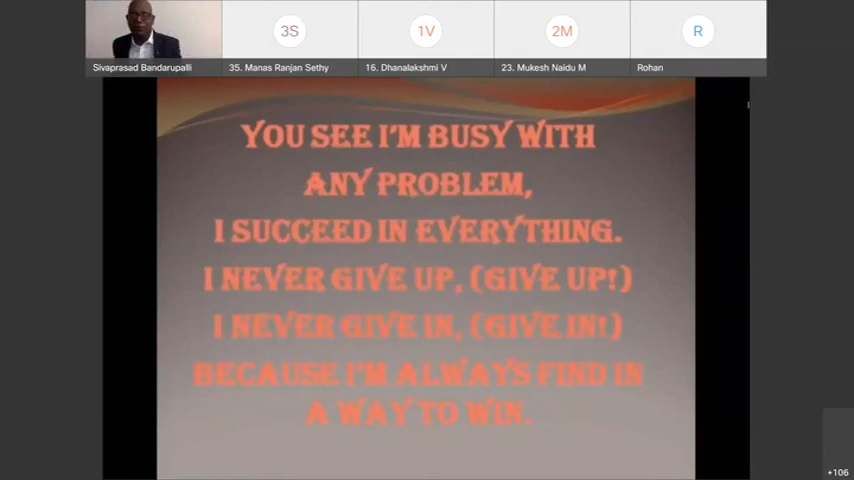 3S
1V
2M
R
Sivaprasad Bandarupalli
35. Manas Ranjan Sethy
16. Dhanalakshmi V
23. Mukesh Naidu M
Rohan
YOU SEE I'M BUSY WITH
ANY PROBLEM,
I SUCCEED IN EVERYTHING.
I NEVER GIVE UP, (GIVE UP!)
I NEVER GIVE IN, (GIVE IN!)
BECAUSE I'M ALWAYS FIND IN
A WAY TO WIN.
+106